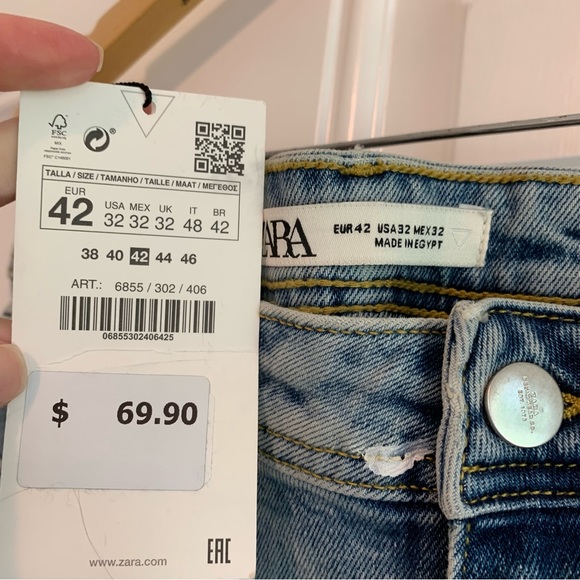 FSC
MIX
TALLA / SIZE / TAMANHO / TAILLE / MAAT / ΜΕΓΕΘΟΣ
EUR USA MEX UK IT BR
42 32 32 32 48 42
38 40 42 44 46
ART.: 6855 / 302 / 406
06855302406425
$ 69.90
www.zara.com
EAC
ZARA
EUR 42 USA 32 MEX 32
MADE IN EGYPT